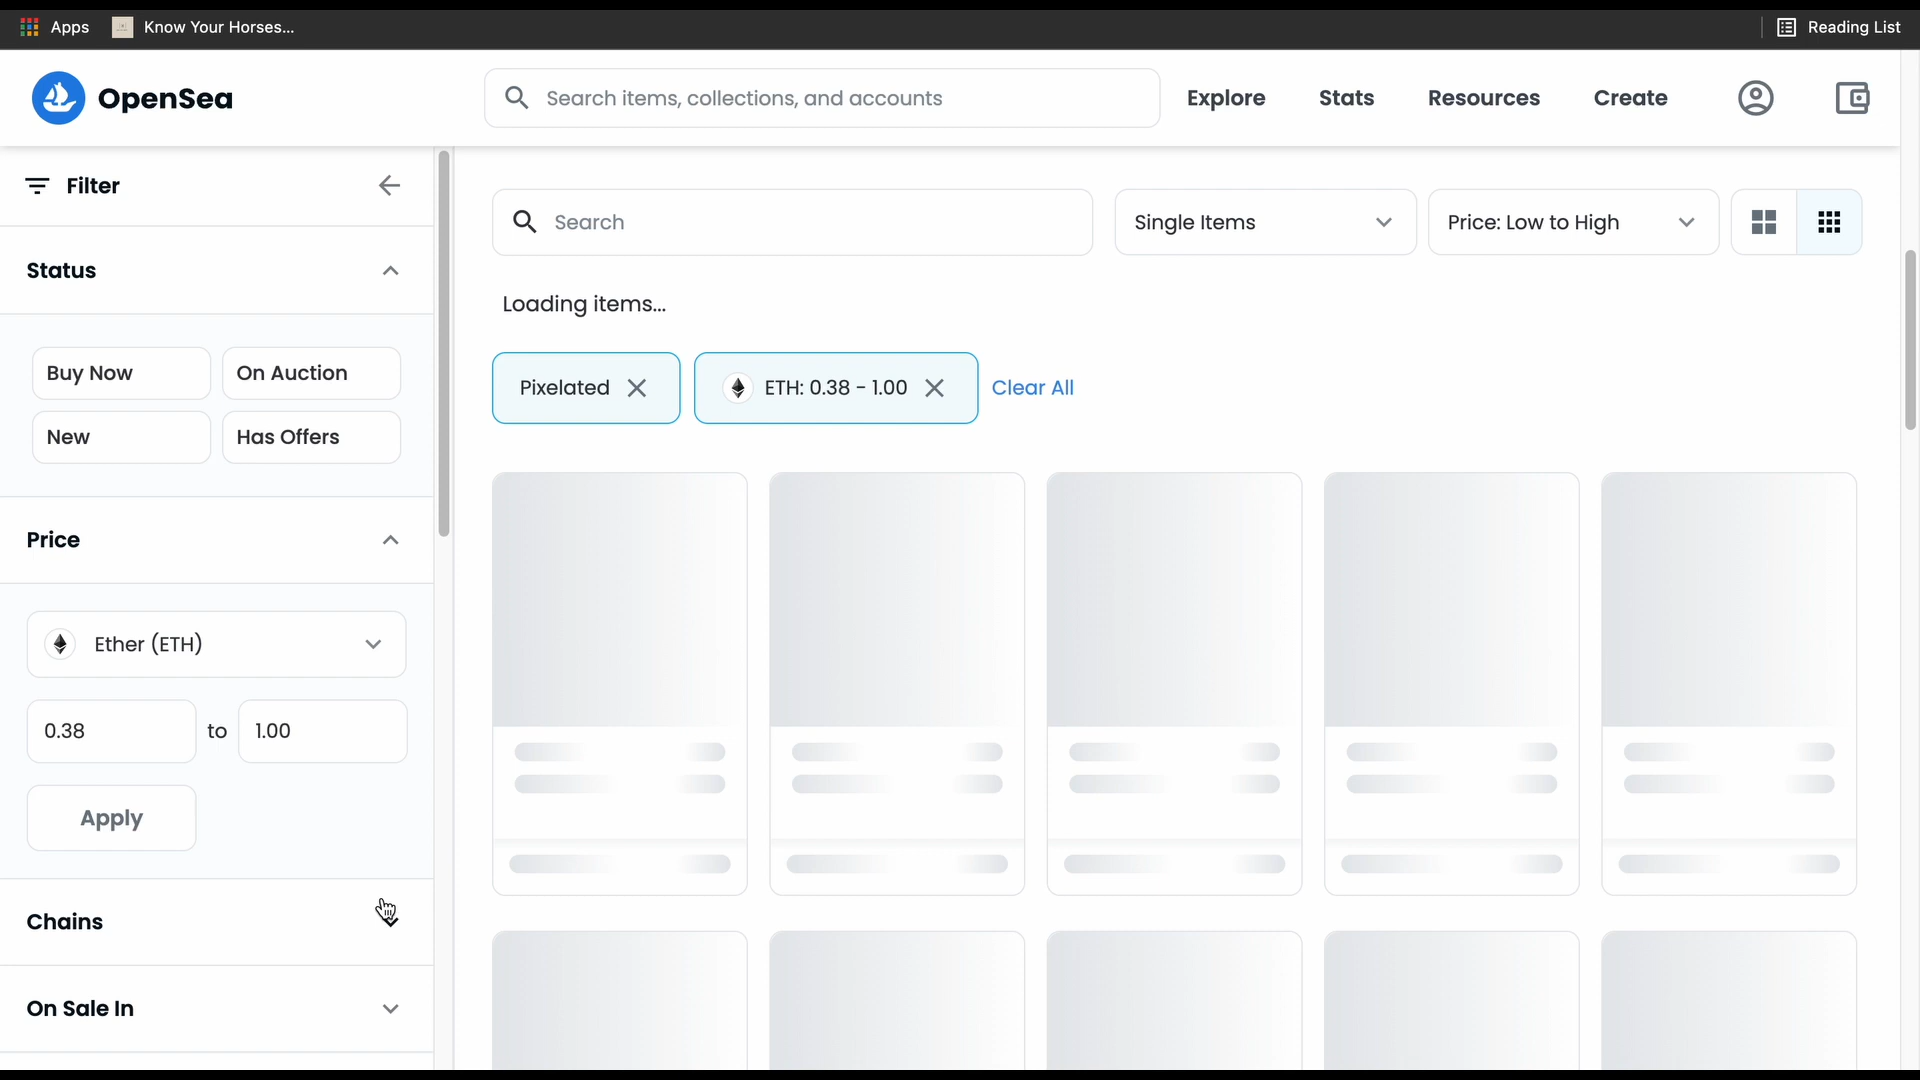 Apps
Know Your Horses...
Reading List
OpenSea
Search items, collections, and accounts
Explore
Stats
Resources
Create
Filter
Search
Single Items
Price: Low to High
Status
Loading items...
Buy Now
On Auction
Pixelated
ETH: 0.38 - 1.00
Clear All
New
Has Offers
Price
Ether (ETH)
0.38 to 1.00
Apply
Chains
On Sale In